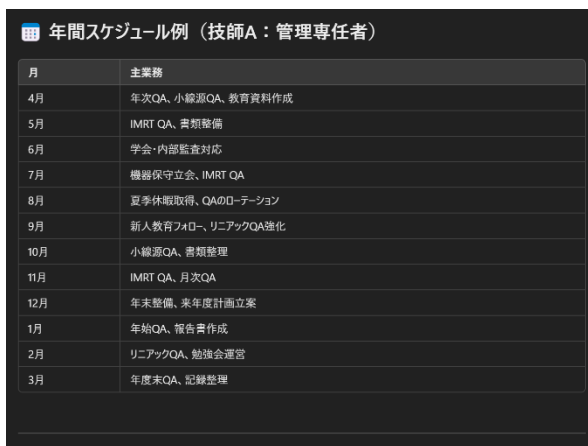 年間スケジュール例（技師A：管理専任者）
月 主業務
4月 年次QA、小線源QA、教育資料作成
5月 IMRT QA、書類整備
6月 学会・内部監査対応
7月 機器保守立会、IMRT QA
8月 夏季休暇取得、QAのローテーション
9月 新人教育フォロー、リニアックQA強化
10月 小線源QA、書類整理
11月 IMRT QA、月次QA
12月 年末整備、来年度計画立案
1月 年始QA、報告書作成
2月 リニアックQA、勉強会運営
3月 年度末QA、記録整理